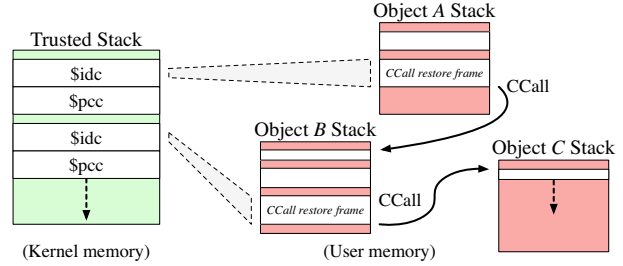 Trusted Stack
$idc
$pcc
$idc
$pcc
(Kernel memory)
Object A Stack
CCall restore frame
CCall
Object B Stack
CCall restore frame
CCall
Object C Stack
(User memory)